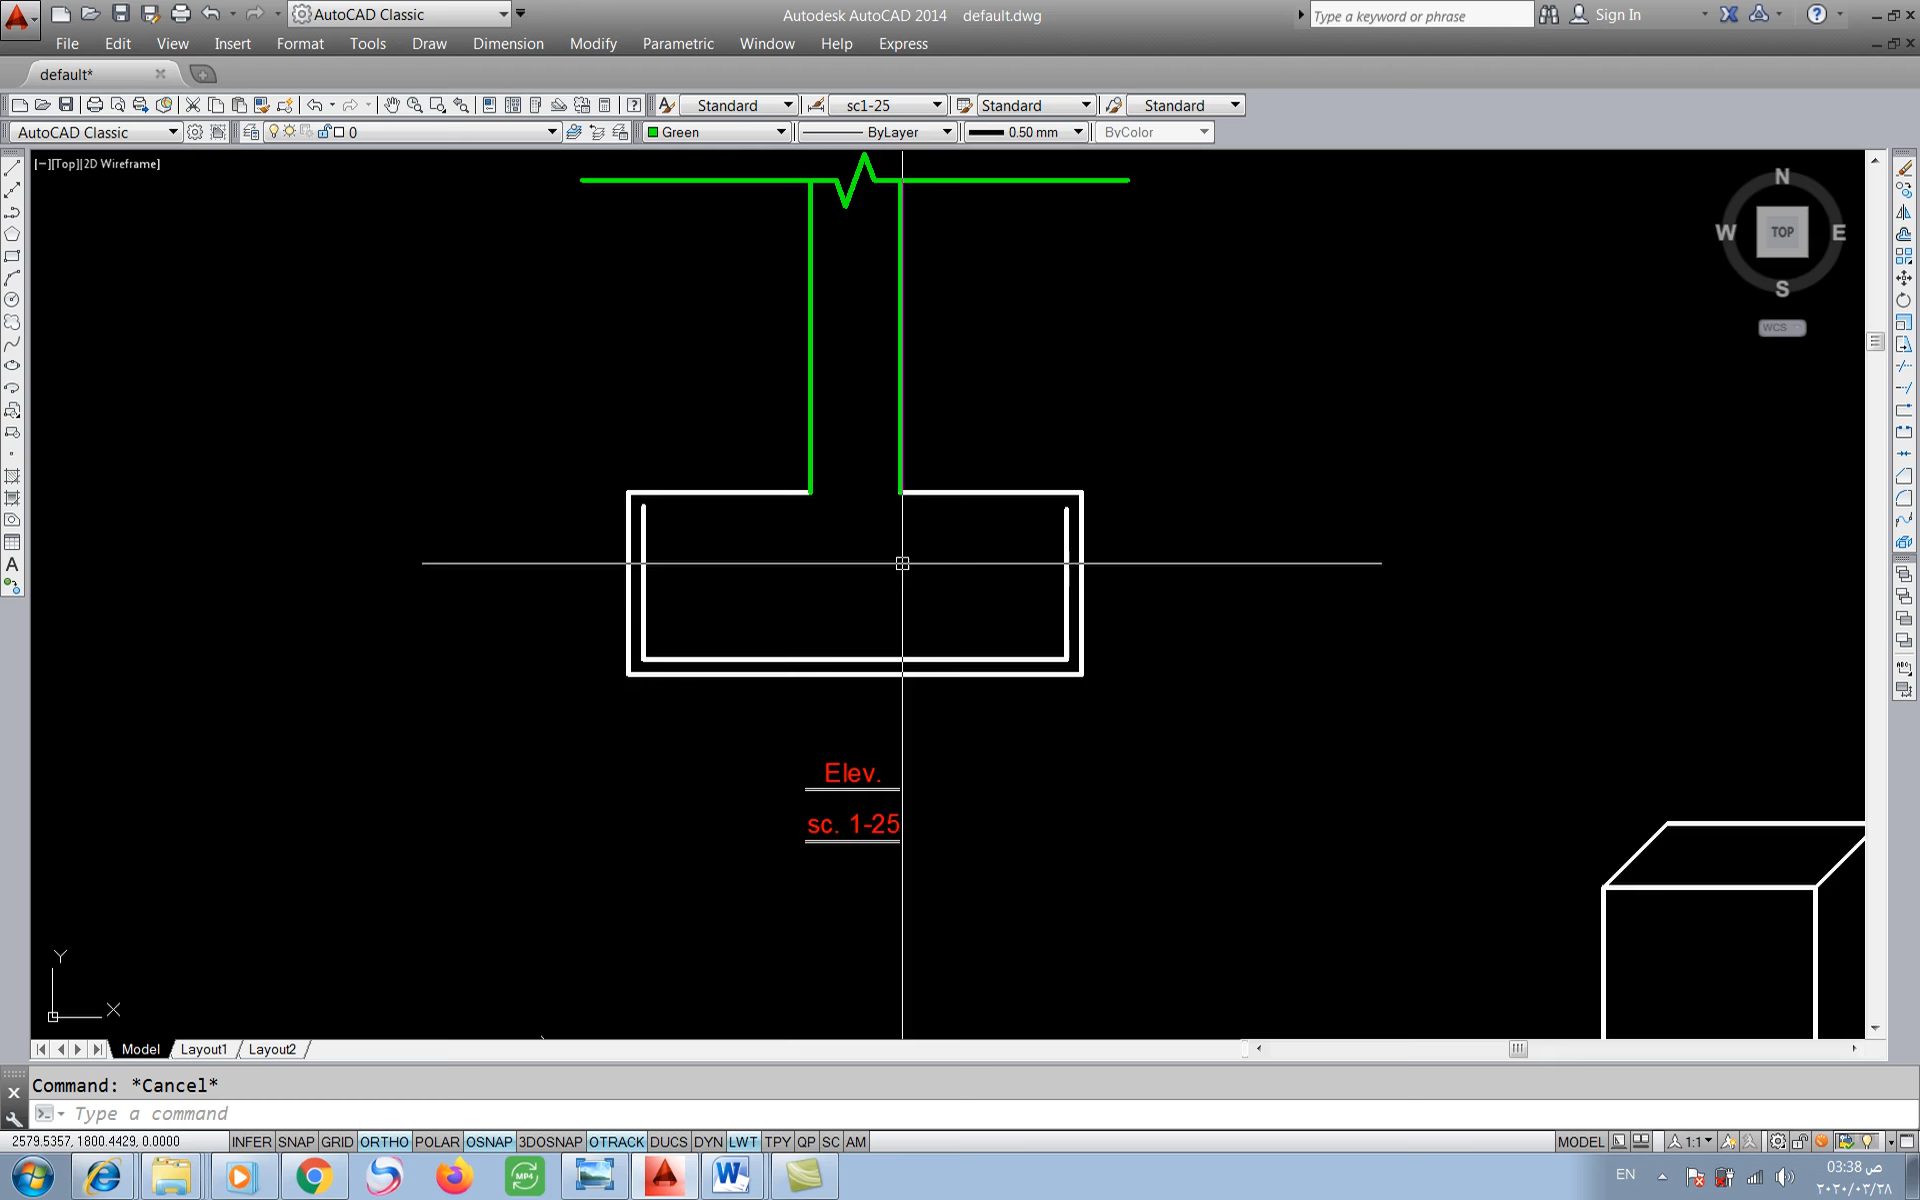 AutoCAD Classic
Autodesk AutoCAD 2014 default.dwg
Type a keyword or phrase
Sign In
File Edit View Insert Format Tools Draw Dimension Modify Parametric Window Help Express
default*
Standard sc1-25 Standard Standard
AutoCAD Classic 0 Green ByLayer 0.50 mm ByColor
[−][Top][2D Wireframe]
N
W TOP E
S
WCS
Elev.
sc. 1-25
Y
X
Model Layout1 Layout2
Command: *Cancel*
Type a command
2579.5357, 1800.4429, 0.0000 INFER SNAP GRID ORTHO POLAR OSNAP 3DOSNAP OTRACK DUCS DYN LWT TPY QP SC AM MODEL 1:1
EN
03:38 ص
٢٠٢٠/٠٣/٢٨